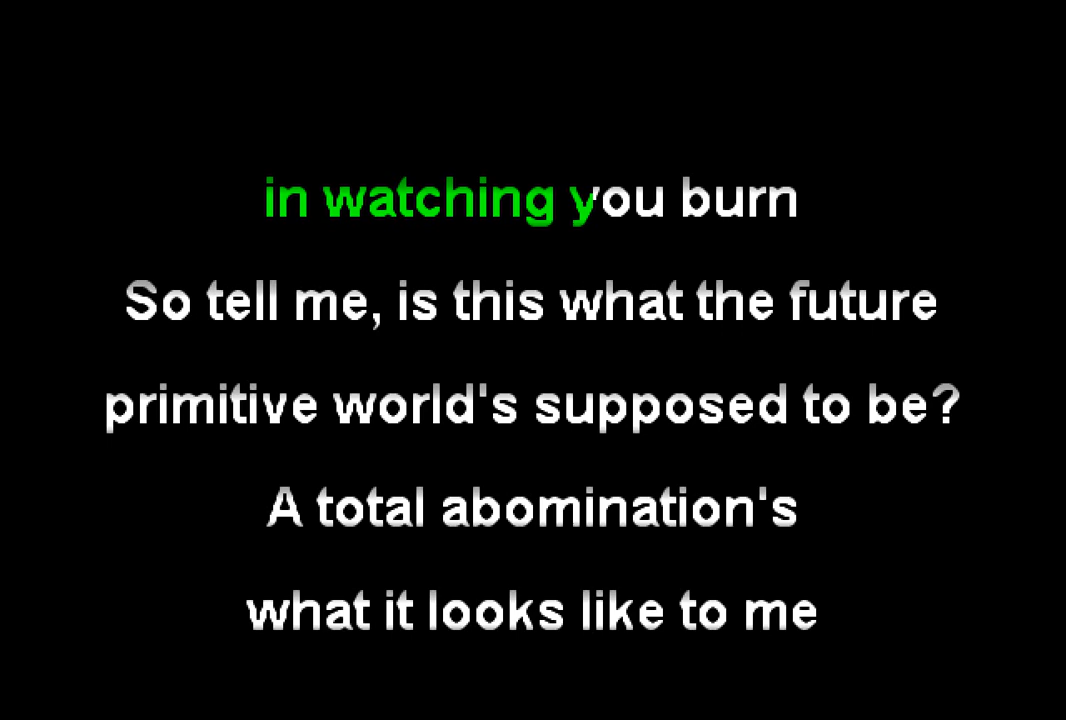 in watching you burn
So tell me, is this what the future
primitive world's supposed to be?
A total abomination's
what it looks like to me